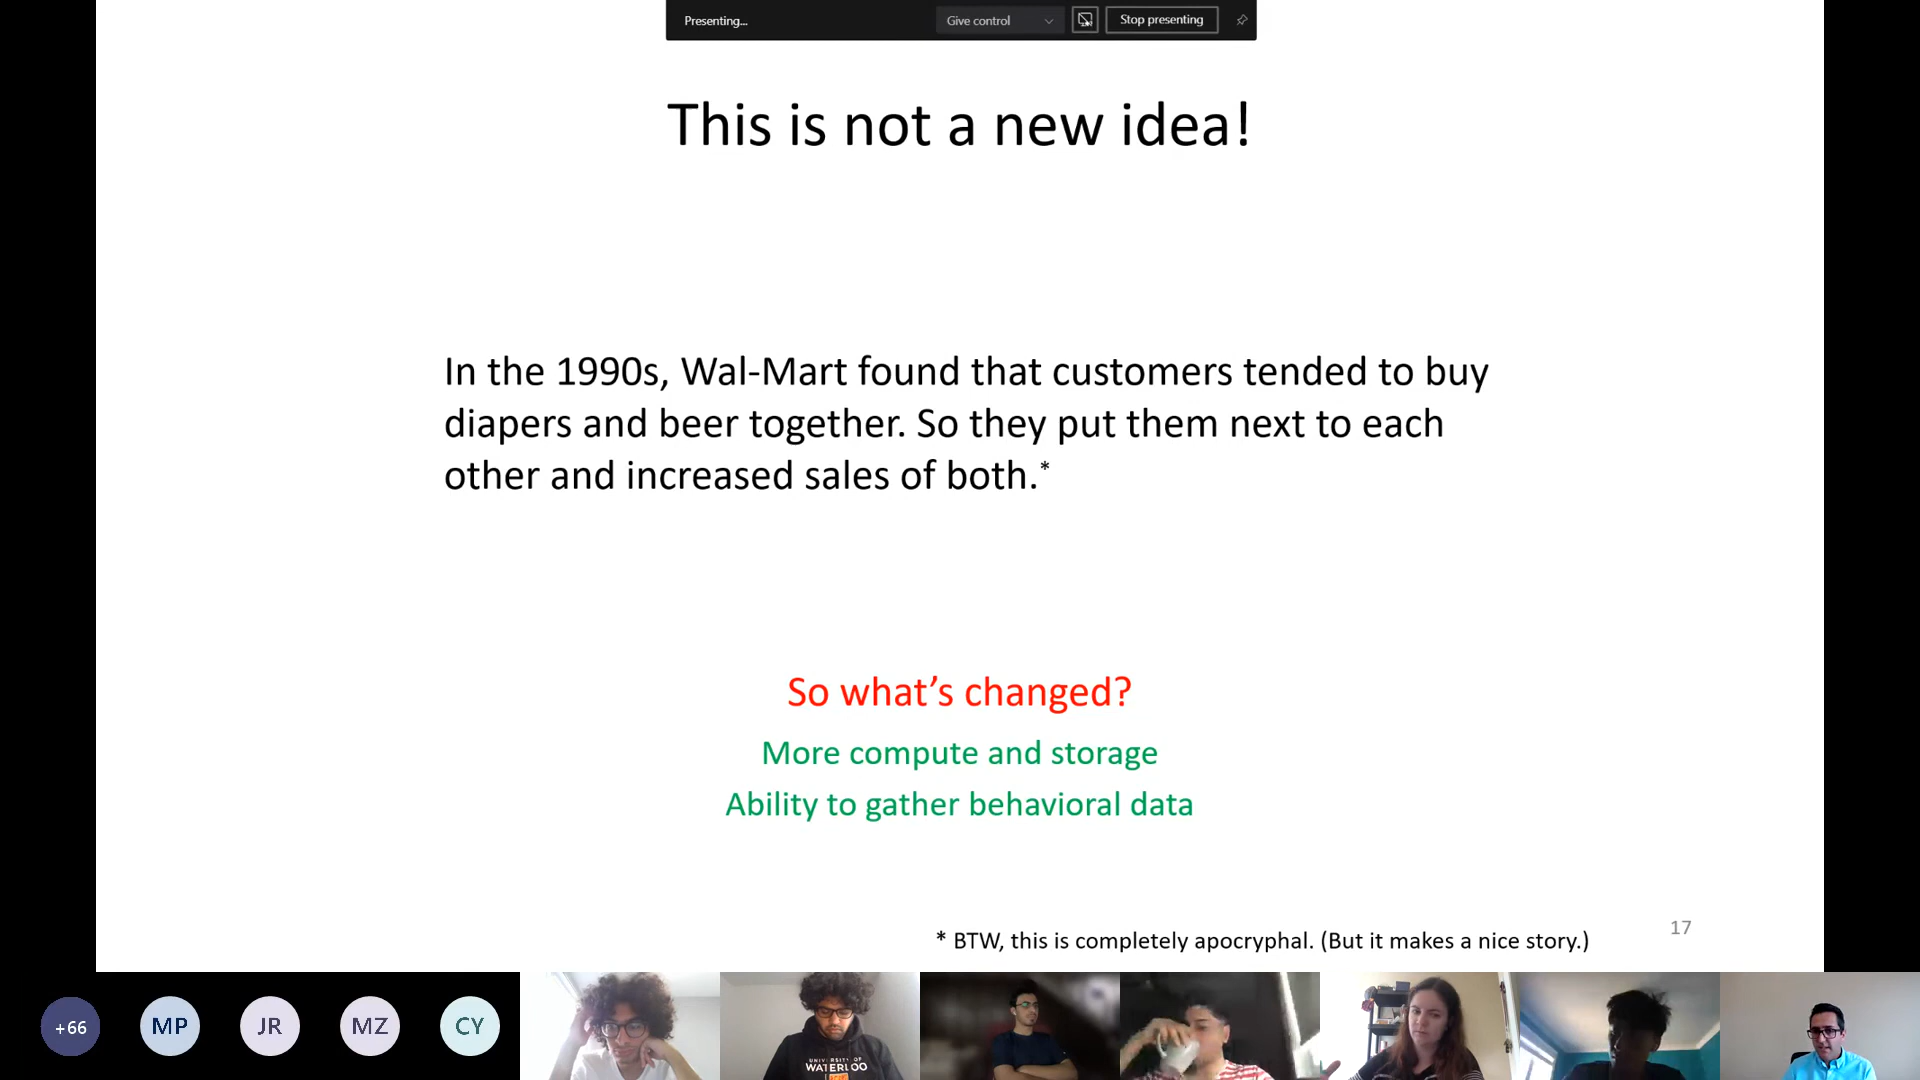 Presenting...
Give control
Stop presenting
This is not a new idea!
In the 1990s, Wal-Mart found that customers tended to buy
diapers and beer together. So they put them next to each
other and increased sales of both.*
So what’s changed?
More compute and storage
Ability to gather behavioral data
* BTW, this is completely apocryphal. (But it makes a nice story.)
17
+66
MP
JR
MZ
CY
UNIVERSITY OF
WATERLOO